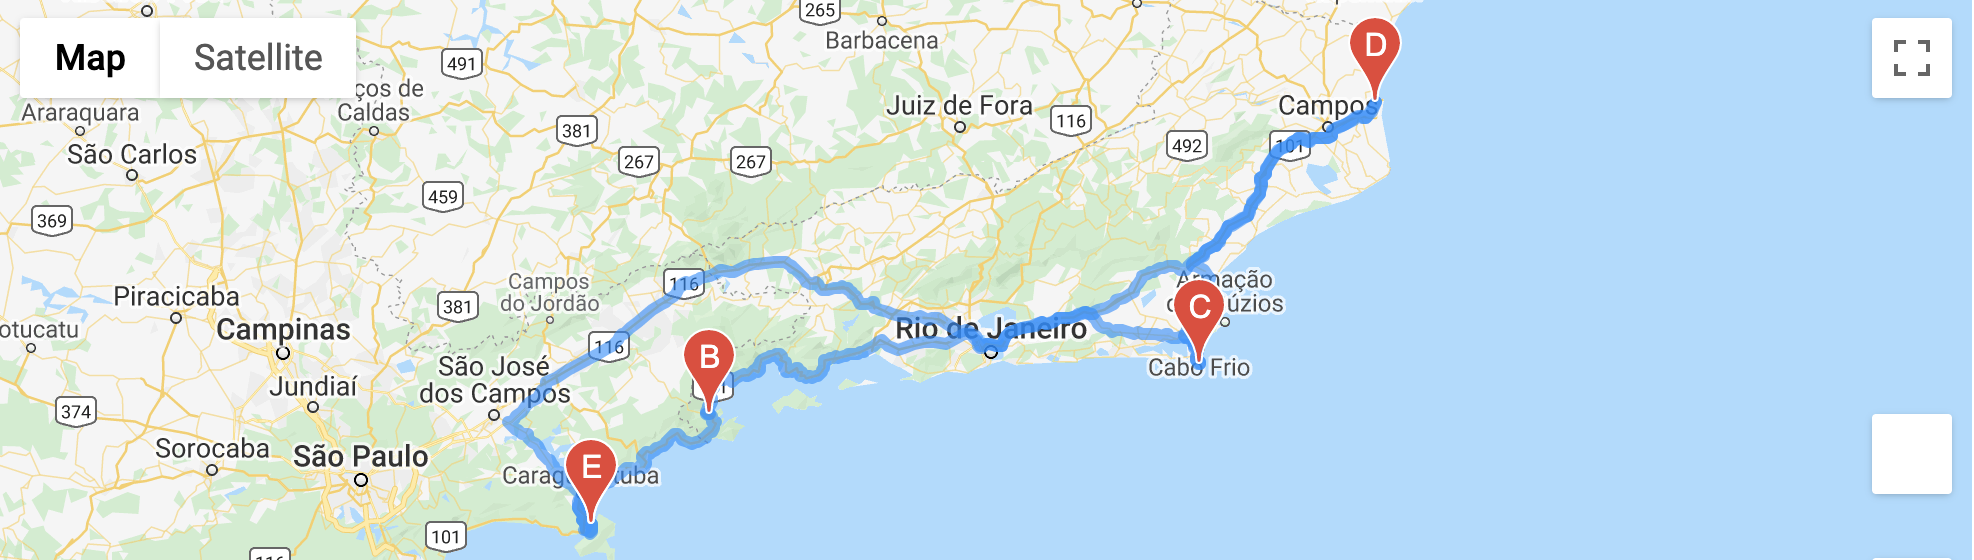 Map
Satellite
265
Barbacena
D
491
ços de
Caldas
Araraquara
Juiz de Fora
Campos
116
381
101
492
São Carlos
267
267
459
369
116
Campos
do Jordão
Armação
úzios
C
Piracicaba
381
otucatu
Campinas
Rio de Janeiro
116
B
São José
dos Campos
Cabo Frio
Jundiaí
374
Sorocaba
São Paulo
E
Carag
tuba
101
116